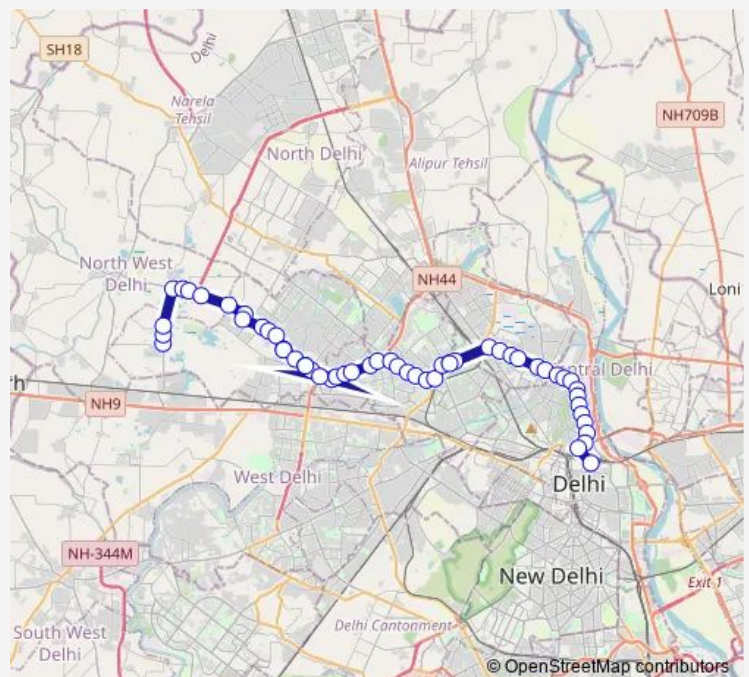 SH18
Delhi
Narela
Tehsil
NH709B
North Delhi
Alipur Tehsil
North West
Delhi
NH44
Loni
Central Delhi
NH9
West Delhi
Delhi
NH-344M
New Delhi
Exit 1
South West
Delhi
Delhi Cantonment
© OpenStreetMap contributors